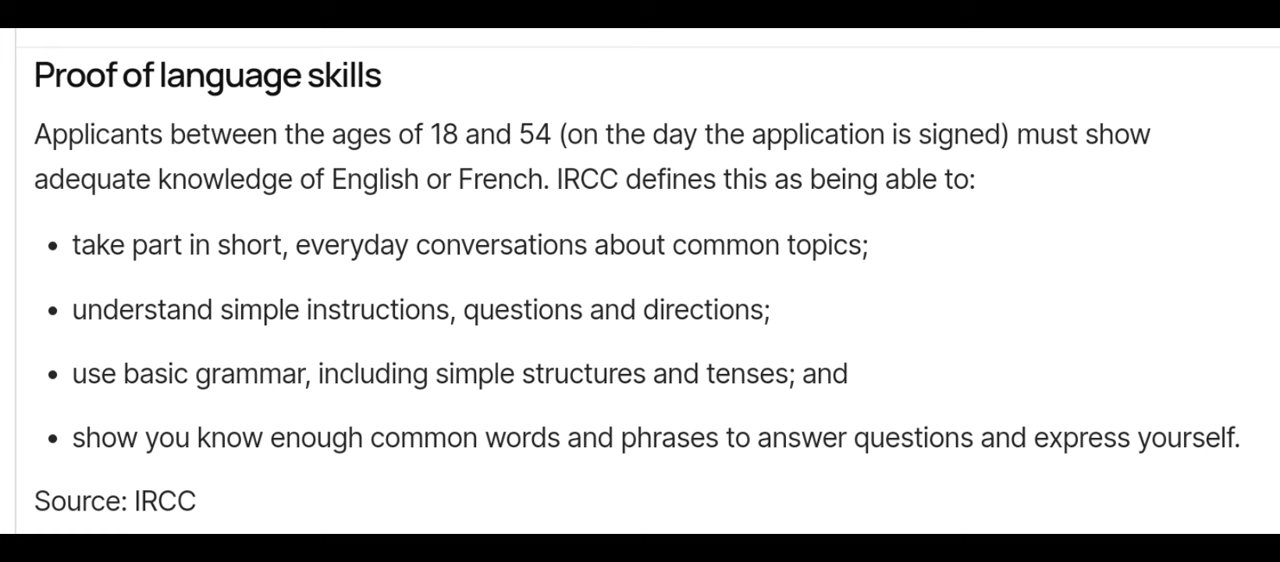 Proof of language skills
Applicants between the ages of 18 and 54 (on the day the application is signed) must show
adequate knowledge of English or French. IRCC defines this as being able to:
• take part in short, everyday conversations about common topics;
• understand simple instructions, questions and directions;
• use basic grammar, including simple structures and tenses; and
• show you know enough common words and phrases to answer questions and express yourself.
Source: IRCC